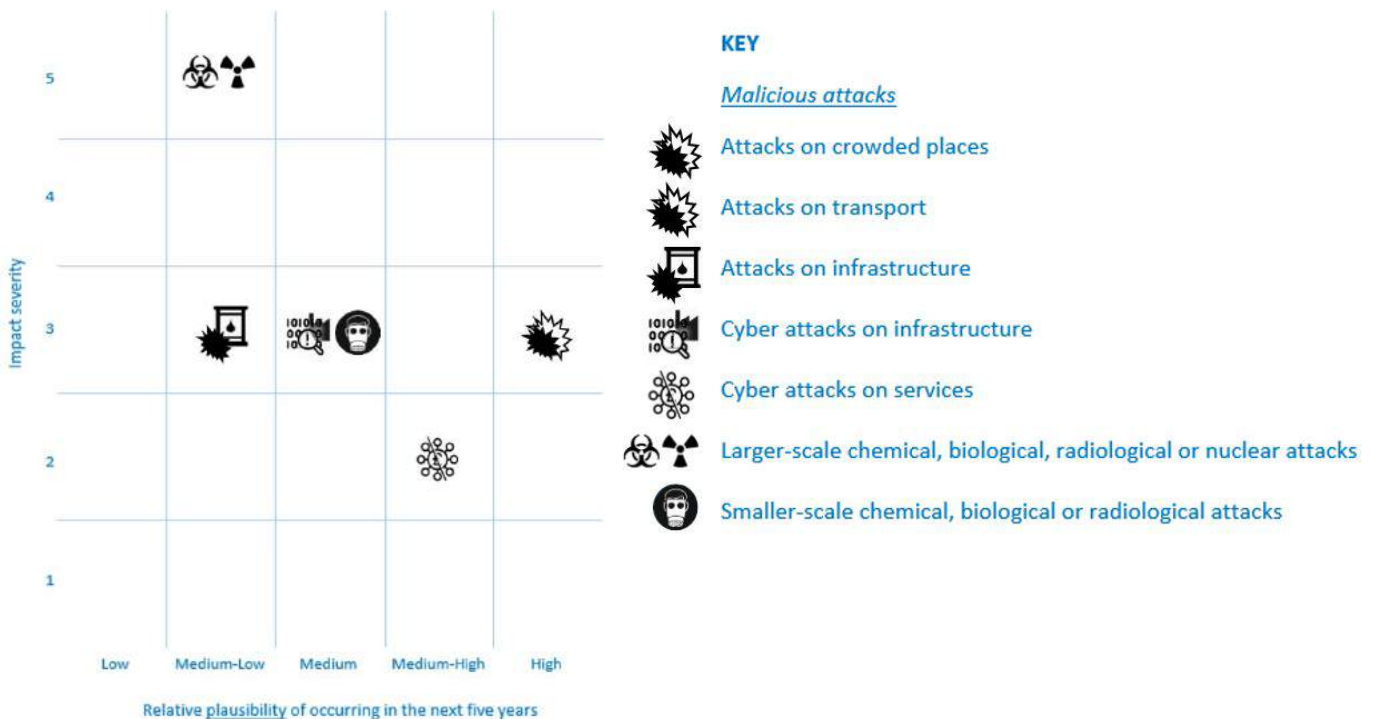 KEY
Malicious attacks
Attacks on crowded places
Attacks on transport
Attacks on infrastructure
Cyber attacks on infrastructure
Cyber attacks on services
Larger-scale chemical, biological, radiological or nuclear attacks
Smaller-scale chemical, biological or radiological attacks
Impact severity
5
4
3
2
1
Low Medium-Low Medium Medium-High High
Relative plausibility of occurring in the next five years